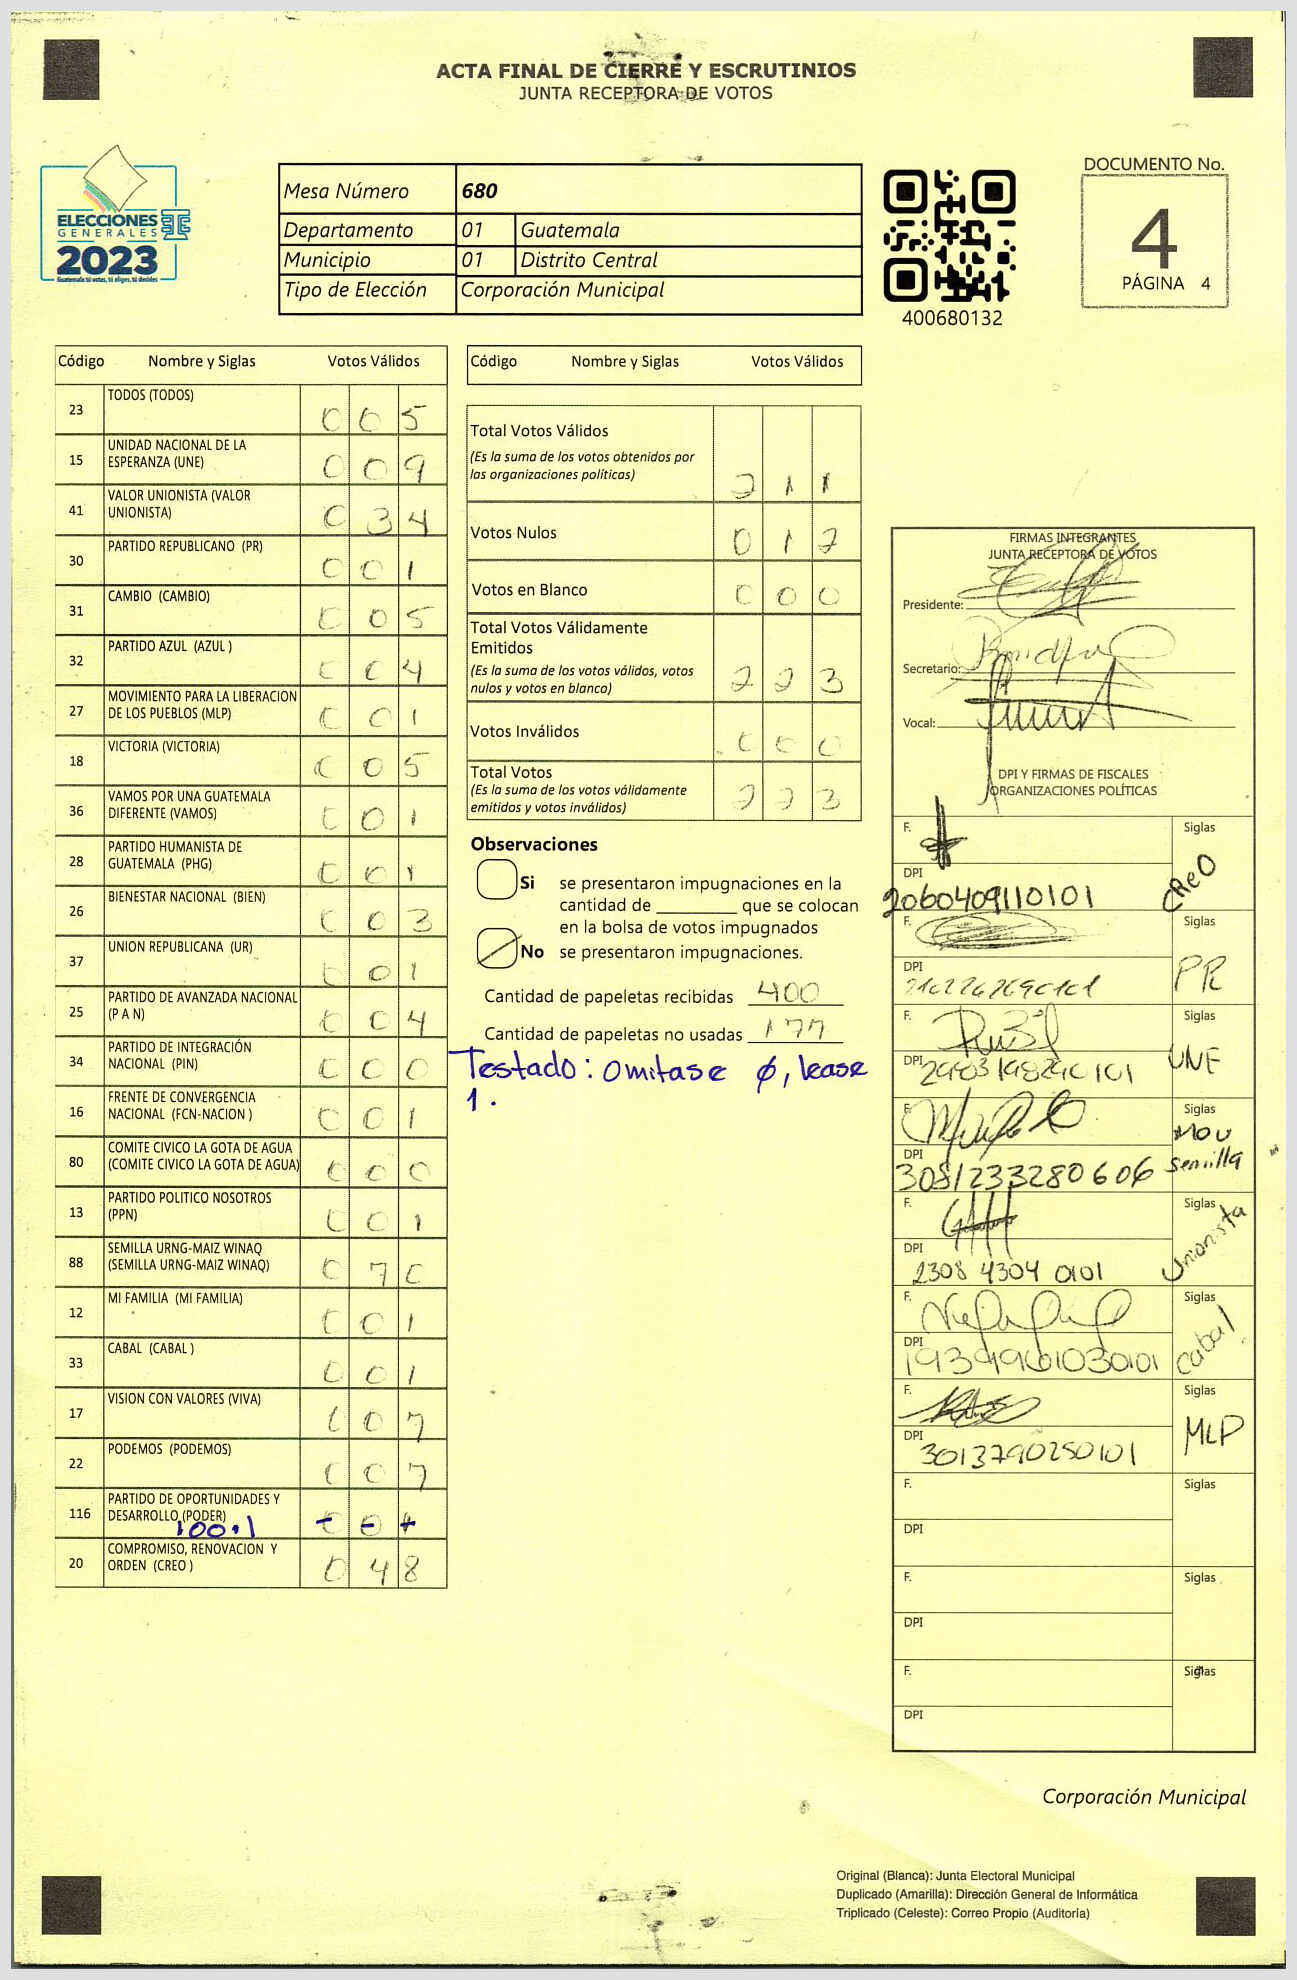 ACTA FINAL DE CIERRE Y ESCRUTINIOS
JUNTA RECEPTORA DE VOTOS
ELECCIONES
GENERALES
2023
Guatemala tú votas, tú eliges, tú decides
Mesa Número 680
Departamento 01 Guatemala
Municipio 01 Distrito Central
Tipo de Elección Corporación Municipal
400680132
DOCUMENTO No.
4
PÁGINA 4
Código Nombre y Siglas Votos Válidos
23 TODOS (TODOS) 0 0 5
15 UNIDAD NACIONAL DE LA ESPERANZA (UNE) 0 0 9
41 VALOR UNIONISTA (VALOR UNIONISTA) 0 3 4
30 PARTIDO REPUBLICANO (PR) 0 0 1
31 CAMBIO (CAMBIO) 0 0 5
32 PARTIDO AZUL (AZUL ) 0 0 4
27 MOVIMIENTO PARA LA LIBERACION DE LOS PUEBLOS (MLP) 0 0 1
18 VICTORIA (VICTORIA) 0 0 5
36 VAMOS POR UNA GUATEMALA DIFERENTE (VAMOS) 0 0 1
28 PARTIDO HUMANISTA DE GUATEMALA (PHG) 0 0 1
26 BIENESTAR NACIONAL (BIEN) 0 0 3
37 UNION REPUBLICANA (UR) 0 0 1
25 PARTIDO DE AVANZADA NACIONAL (P A N) 0 0 4
34 PARTIDO DE INTEGRACIÓN NACIONAL (PIN) 0 0 0
16 FRENTE DE CONVERGENCIA NACIONAL (FCN-NACION ) 0 0 1
80 COMITE CIVICO LA GOTA DE AGUA (COMITE CIVICO LA GOTA DE AGUA) 0 0 0
13 PARTIDO POLITICO NOSOTROS (PPN) 0 0 1
88 SEMILLA URNG-MAIZ WINAQ (SEMILLA URNG-MAIZ WINAQ) 0 7 0
12 MI FAMILIA (MI FAMILIA) 0 0 1
33 CABAL (CABAL ) 0 0 1
17 VISION CON VALORES (VIVA) 0 0 7
22 PODEMOS (PODEMOS) 0 0 7
116 PARTIDO DE OPORTUNIDADES Y DESARROLLO (PODER)
20 COMPROMISO, RENOVACION Y ORDEN (CREO ) 0 4 8
Código Nombre y Siglas Votos Válidos
Total Votos Válidos
(Es la suma de los votos obtenidos por
las organizaciones políticas) 2 1 1
Votos Nulos 0 1 2
Votos en Blanco 0 0 0
Total Votos Válidamente
Emitidos
(Es la suma de los votos válidos, votos
nulos y votos en blanco) 2 2 3
Votos Inválidos 0 0 0
Total Votos
(Es la suma de los votos válidamente
emitidos y votos inválidos) 2 2 3
Observaciones
Si se presentaron impugnaciones en la
cantidad de ________ que se colocan
en la bolsa de votos impugnados
No se presentaron impugnaciones.
Cantidad de papeletas recibidas 400
Cantidad de papeletas no usadas 177
Testado: omitase ∅, lease
1.
FIRMAS INTEGRANTES
JUNTA RECEPTORA DE VOTOS
Presidente:
Secretario:
Vocal:
DPI Y FIRMAS DE FISCALES
ORGANIZACIONES POLÍTICAS
F. Siglas CReO
DPI 2060409110101
F. Siglas PR
DPI
F. Siglas UNE
DPI
F. Siglas Mov Semilla
DPI 3081233280606
F. Siglas Unionista
DPI 2308 4304 0101
F. Siglas Cabal
DPI
F. Siglas MLP
DPI 3013790250101
F. Siglas
DPI
F. Siglas
DPI
F. Siglas
DPI
Corporación Municipal
Original (Blanca): Junta Electoral Municipal
Duplicado (Amarilla): Dirección General de Informática
Triplicado (Celeste): Correo Propio (Auditoría)